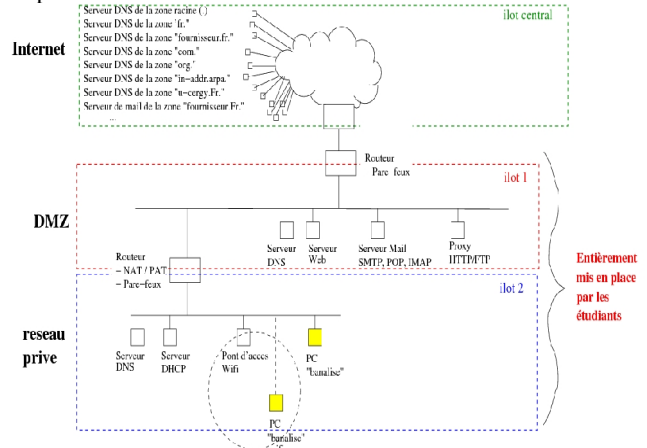 Serveur DNS de la zone racine (.)
Serveur DNS de la zone "fr."
Serveur DNS de la zone "fournisseur.fr."
Serveur DNS de la zone "com."
Serveur DNS de la zone "org."
Serveur DNS de la zone "in-addr.arpa."
Serveur DNS de la zone "u-cergy.Fr."
Serveur de mail de la zone "fournisseur Fr."
...
Internet
ilot central
Routeur
Pare-feux
ilot 1
DMZ
Serveur
DNS
Serveur
Web
Serveur Mail
SMTP, POP, IMAP
Proxy
HTTP/FTP
Routeur
- NAT / PAT
- Pare-feux
Entièrement
mis en place
par les
étudiants
ilot 2
reseau
prive
Serveur
DNS
Serveur
DHCP
Pont d'acces
Wifi
PC
"banalise"
PC
"banalise"